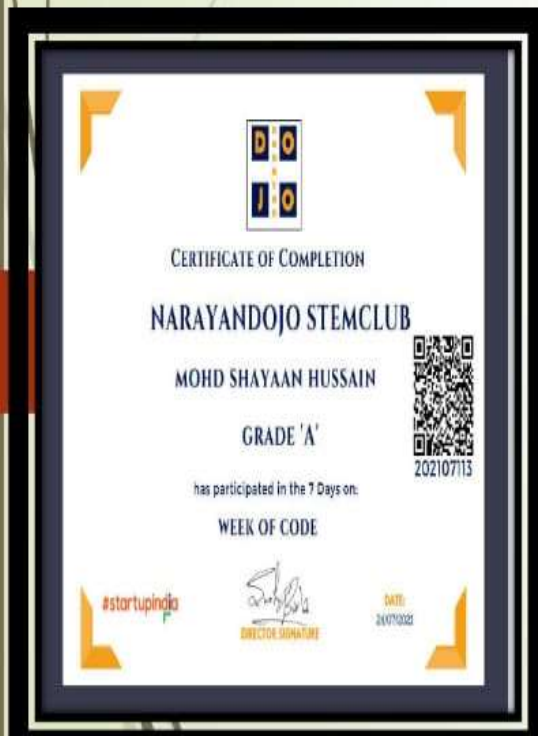 D O
J O
CERTIFICATE OF COMPLETION
NARAYANDOJO STEMCLUB
MOHD SHAYAAN HUSSAIN
GRADE 'A'
202107113
has participated in the 7 Days on:
WEEK OF CODE
#startupindia
DIRECTOR SIGNATURE
DATE: